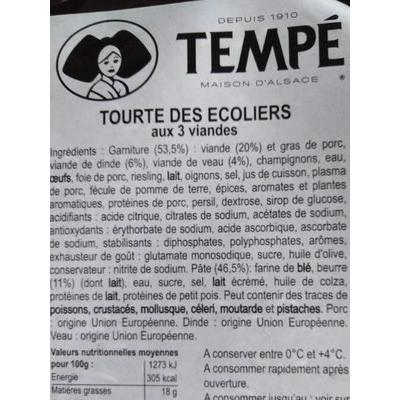 DEPUIS 1910
TEMPÉ
MAISON D'ALSACE ®
TOURTE DES ECOLIERS
aux 3 viandes
Ingrédients : Garniture (53,5%) : viande (20%) et gras de porc,
viande de dinde (6%), viande de veau (4%), champignons, eau,
œufs, foie de porc, riesling, lait, oignons, sel, jus de cuisson, plasma
de porc, fécule de pomme de terre, épices, aromates et plantes
aromatiques, protéines de porc, persil, dextrose, sirop de glucose,
acidifiants : acide citrique, citrates de sodium, acétates de sodium,
antioxydants : érythorbate de sodium, acide ascorbique, ascorbate
de sodium, stabilisants : diphosphates, polyphosphates, arômes,
exhausteur de goût : glutamate monosodique, sucre, huile d'olive,
conservateur : nitrite de sodium. Pâte (46,5%): farine de blé, beurre
(11%) (dont lait), eau, sucre, sel, lait écrémé, huile de colza,
protéines de lait, protéines de petit pois. Peut contenir des traces de
poissons, crustacés, mollusque, céleri, moutarde et pistaches. Porc
: origine Union Européenne. Dinde : origine Union Européenne.
Veau : origine Union Européenne.
Valeurs nutritionnelles moyennes
pour 100g : 1273 kJ
Energie 305 kcal
Matières grasses 18 g
A conserver entre 0°C et +4°C.
A consommer rapidement après
ouverture.
A consommer jusqu'au : voir sur